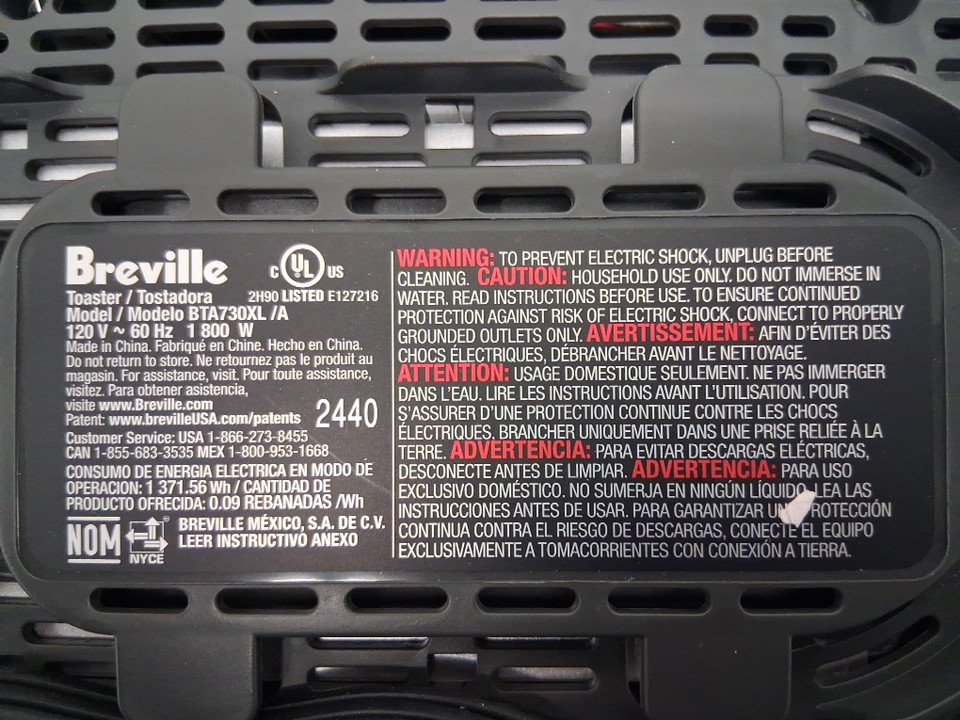 Breville
C UL US
Toaster / Tostadora
2H90 LISTED E127216
Model / Modelo BTA730XL /A
120 V ~ 60 Hz 1 800 W
Made in China. Fabriqué en Chine. Hecho en China.
Do not return to store. Ne retournez pas le produit au
magasin. For assistance, visit. Pour toute assistance,
visitez. Para obtener asistencia,
visite www.Breville.com
Patent: www.brevilleUSA.com/patents
2440
Customer Service: USA 1-866-273-8455
CAN 1-855-683-3535 MEX 1-800-953-1668
CONSUMO DE ENERGIA ELECTRICA EN MODO DE
OPERACION: 1 371.56 Wh / CANTIDAD DE
PRODUCTO OFRECIDA: 0.09 REBANADAS /Wh
NOM
NYCE
BREVILLE MÉXICO, S.A. DE C.V.
LEER INSTRUCTIVO ANEXO
WARNING: TO PREVENT ELECTRIC SHOCK, UNPLUG BEFORE
CLEANING. CAUTION: HOUSEHOLD USE ONLY. DO NOT IMMERSE IN
WATER. READ INSTRUCTIONS BEFORE USE. TO ENSURE CONTINUED
PROTECTION AGAINST RISK OF ELECTRIC SHOCK, CONNECT TO PROPERLY
GROUNDED OUTLETS ONLY. AVERTISSEMENT: AFIN D'ÉVITER DES
CHOCS ÉLECTRIQUES, DÉBRANCHER AVANT LE NETTOYAGE.
ATTENTION: USAGE DOMESTIQUE SEULEMENT. NE PAS IMMERGER
DANS L'EAU. LIRE LES INSTRUCTIONS AVANT L'UTILISATION. POUR
S'ASSURER D'UNE PROTECTION CONTINUE CONTRE LES CHOCS
ÉLECTRIQUES, BRANCHER UNIQUEMENT DANS UNE PRISE RELIÉE À LA
TERRE. ADVERTENCIA: PARA EVITAR DESCARGAS ELÉCTRICAS,
DESCONECTE ANTES DE LIMPIAR. ADVERTENCIA: PARA USO
EXCLUSIVO DOMÉSTICO. NO SUMERJA EN NINGÚN LÍQUIDO. LEA LAS
INSTRUCCIONES ANTES DE USAR. PARA GARANTIZAR UNA PROTECCIÓN
CONTINUA CONTRA EL RIESGO DE DESCARGAS, CONECTE EL EQUIPO
EXCLUSIVAMENTE A TOMACORRIENTES CON CONEXIÓN A TIERRA.